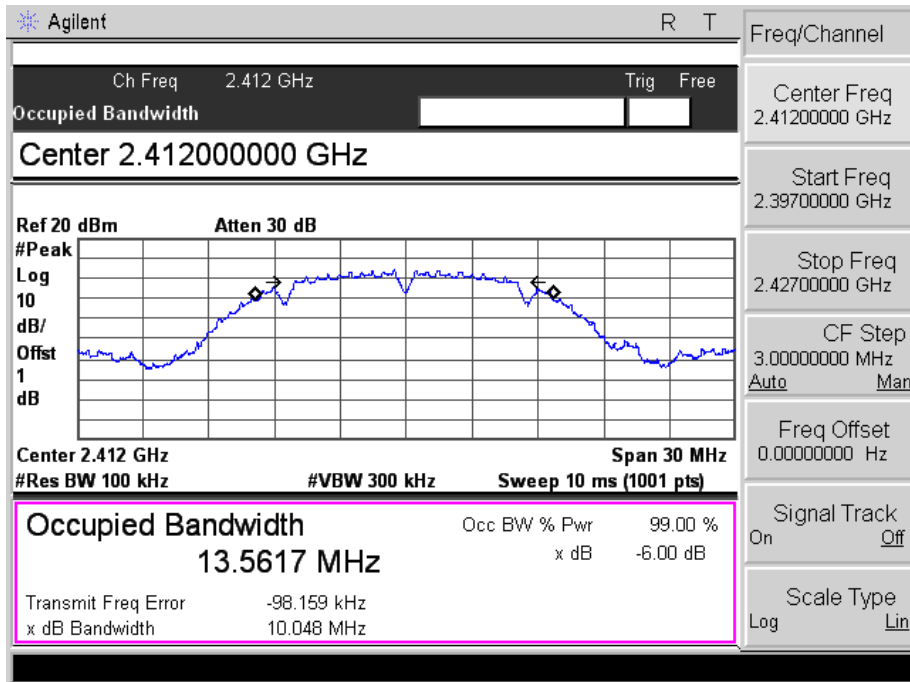 Agilent R T
Ch Freq 2.412 GHz Trig Free
Occupied Bandwidth
Center 2.412000000 GHz
Ref 20 dBm Atten 30 dB
#Peak
Log
10
dB/
Offst
1
dB
Center 2.412 GHz Span 30 MHz
#Res BW 100 kHz #VBW 300 kHz Sweep 10 ms (1001 pts)
Occupied Bandwidth Occ BW % Pwr 99.00 %
13.5617 MHz x dB -6.00 dB
Transmit Freq Error -98.159 kHz
x dB Bandwidth 10.048 MHz
Freq/Channel
Center Freq
2.41200000 GHz
Start Freq
2.39700000 GHz
Stop Freq
2.42700000 GHz
CF Step
3.00000000 MHz
Auto Man
Freq Offset
0.00000000 Hz
Signal Track
On Off
Scale Type
Log Lin